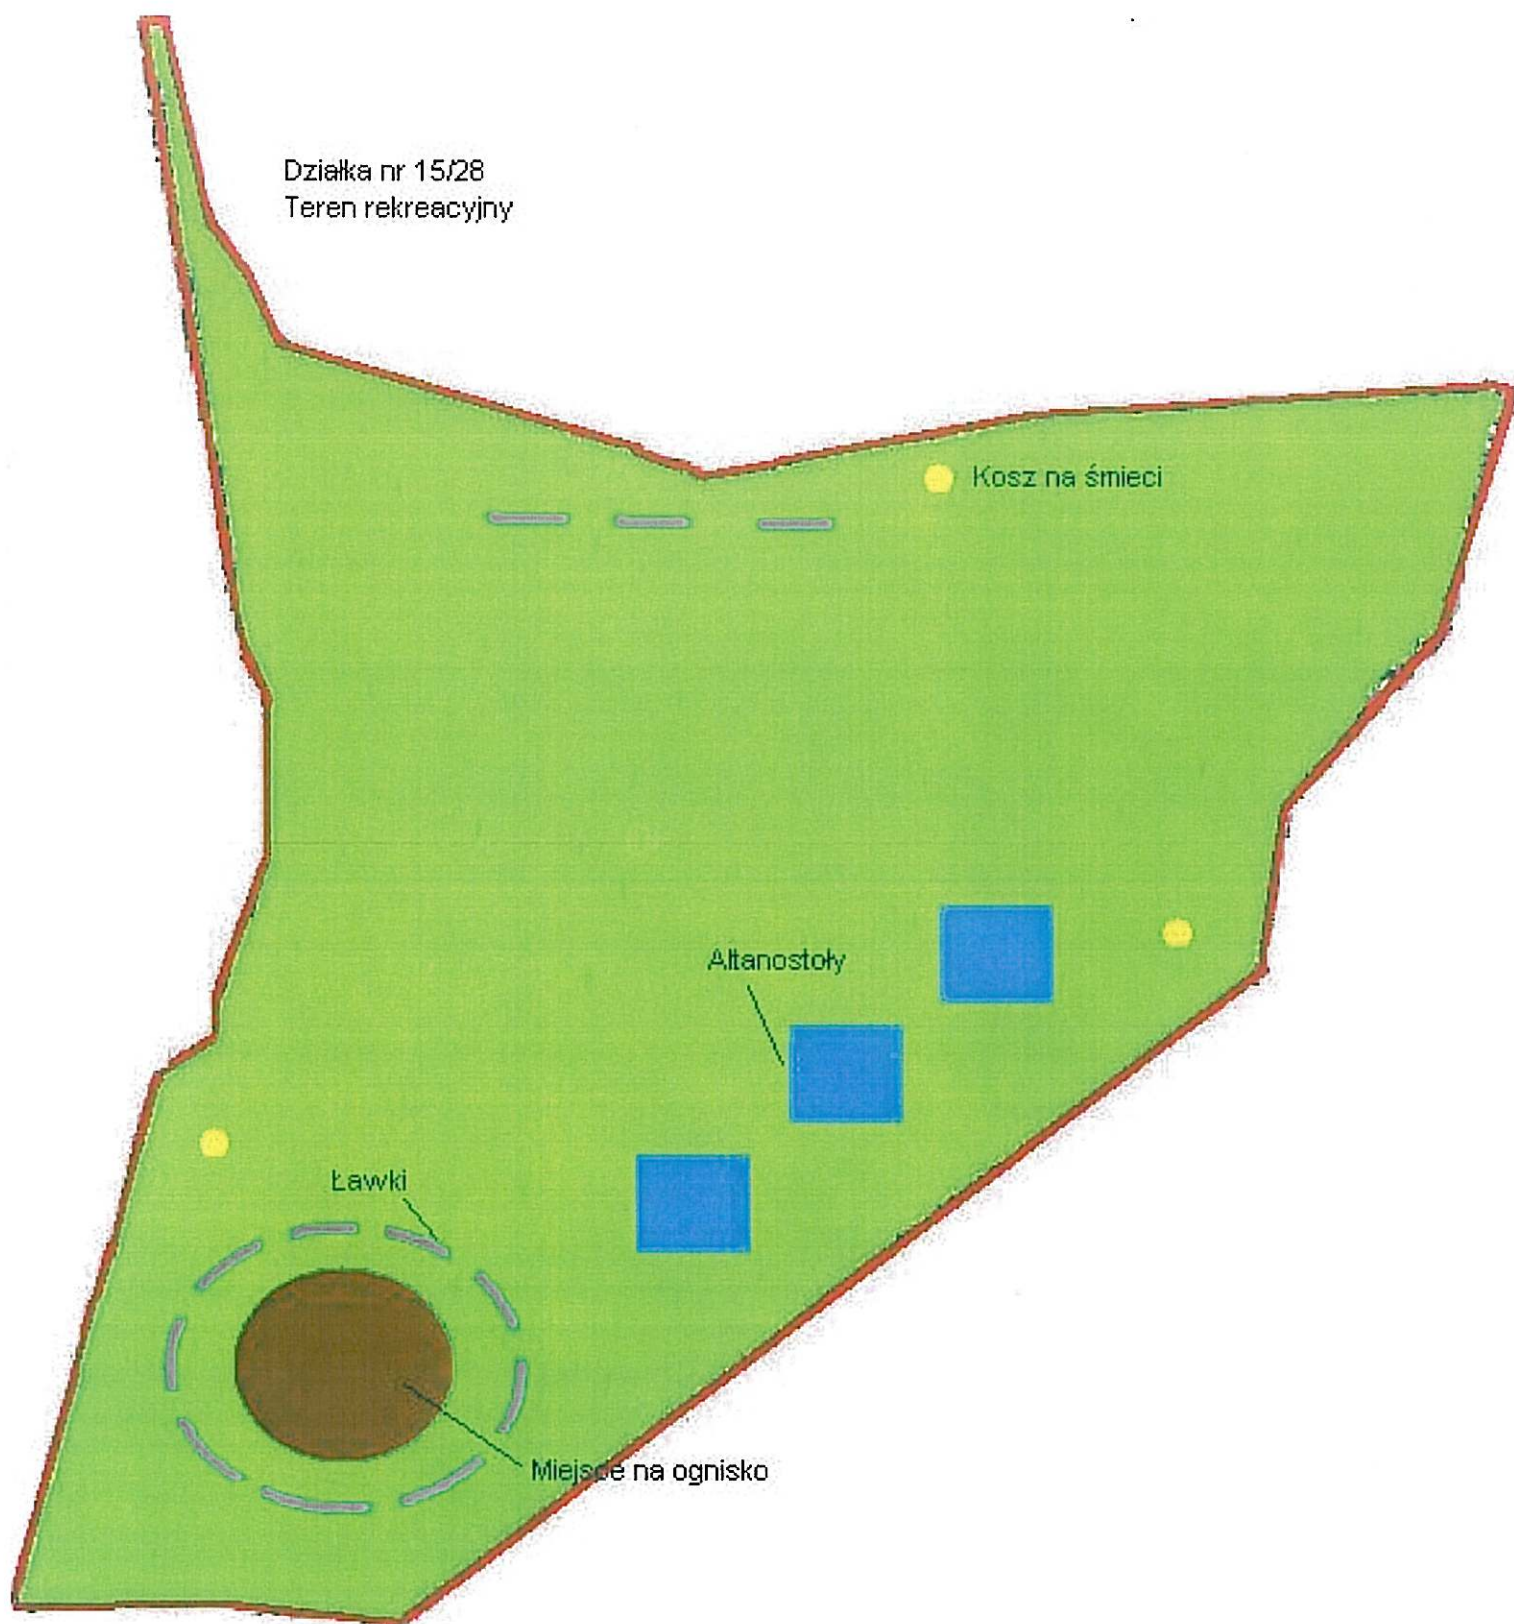 Działka nr 15/28
Teren rekreacyjny
Kosz na śmieci
Altanostoły
Ławki
Miejsce na ognisko